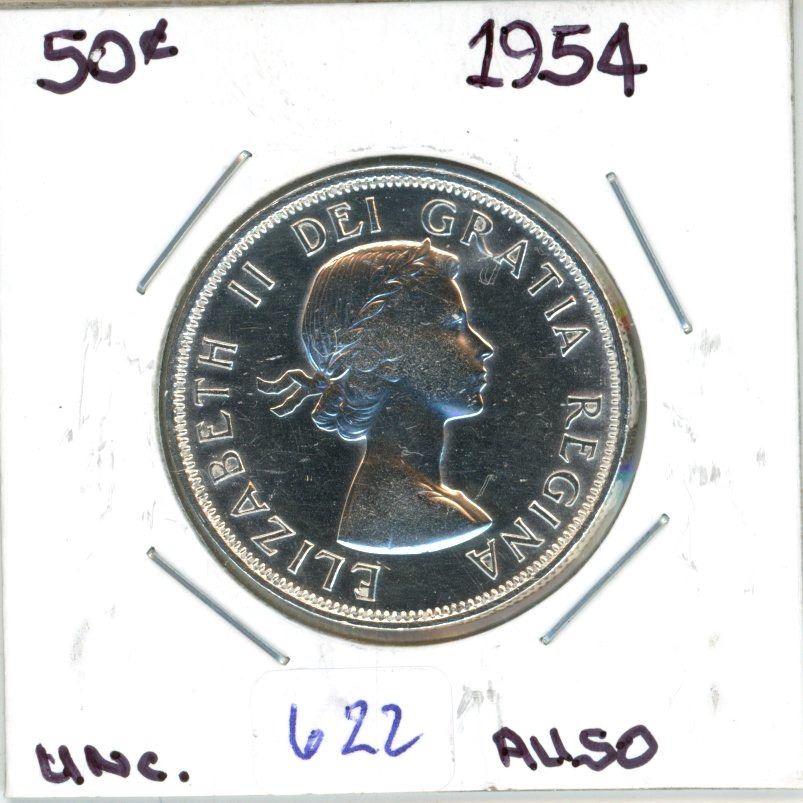 50¢ 1954
ELIZABETH II DEI GRATIA REGINA
UNC. 622 AU50